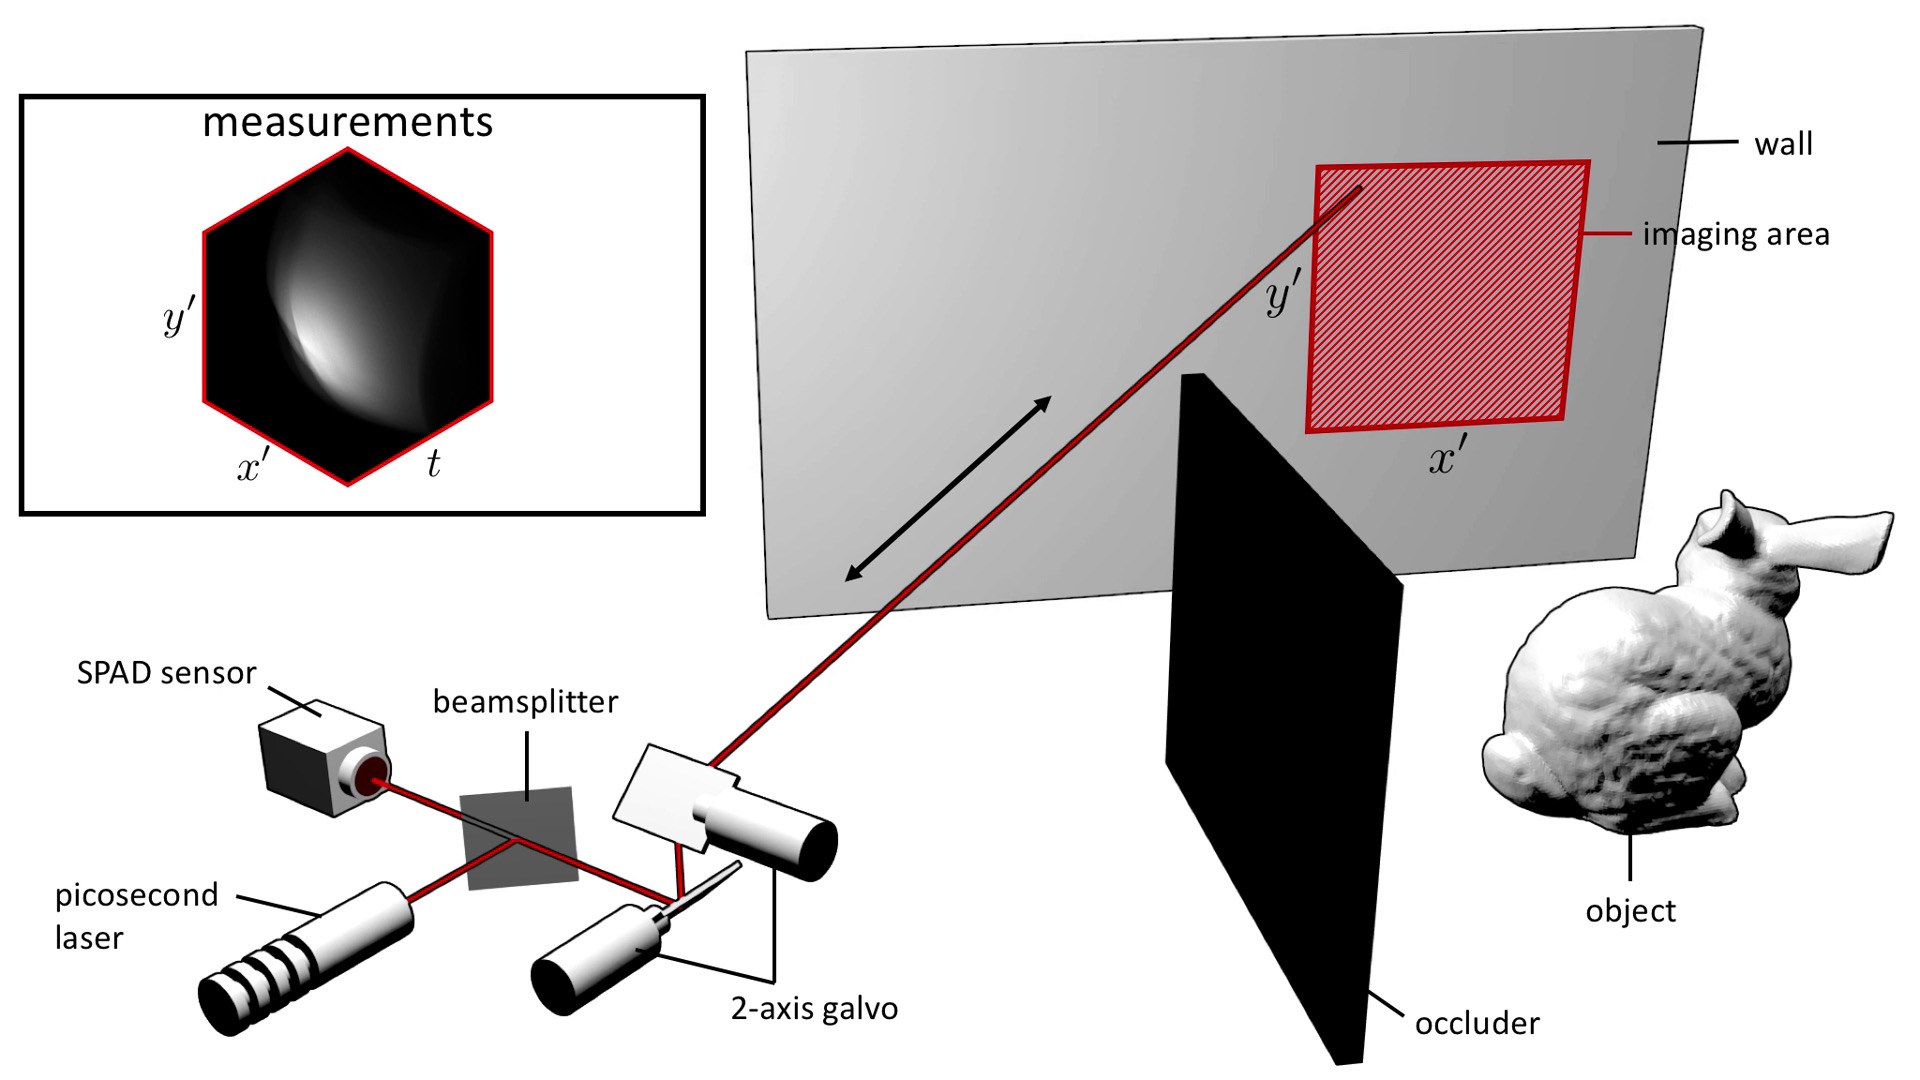 measurements
y′
x′
t
wall
imaging area
y′
x′
SPAD sensor
beamsplitter
picosecond
laser
2-axis galvo
object
occluder